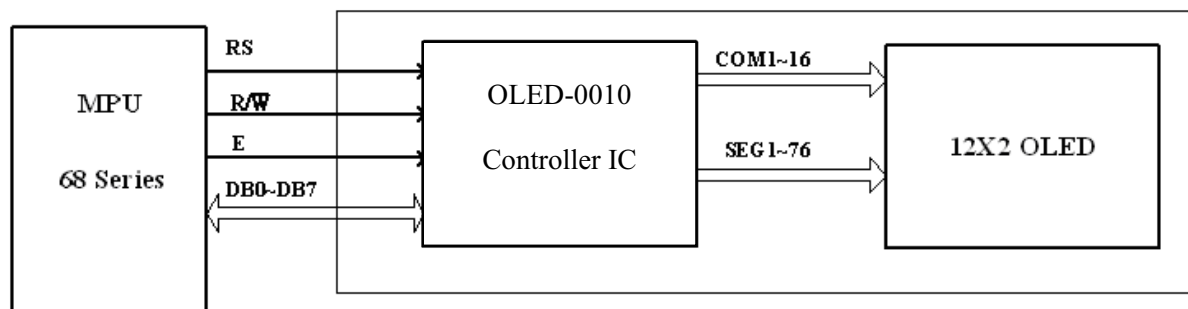 MPU
68 Series
RS
R/W̅
E
DB0~DB7
OLED-0010
Controller IC
COM1~16
SEG1~76
12X2 OLED